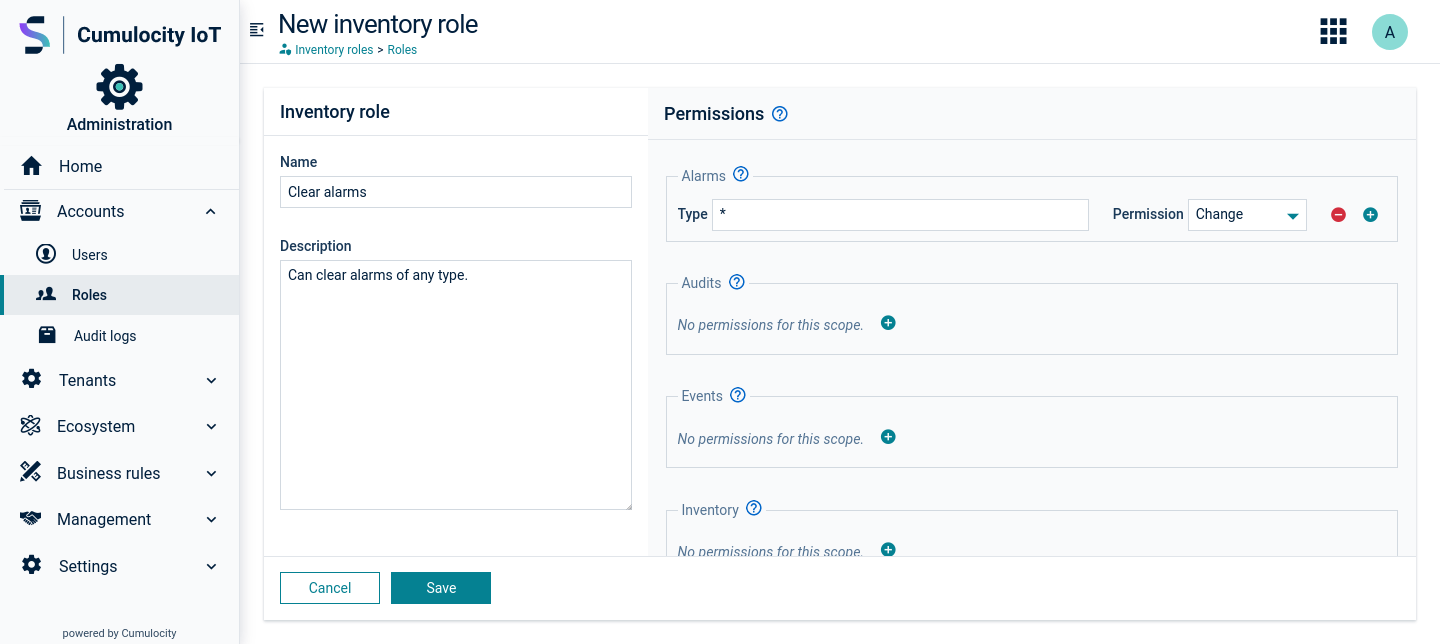 Cumulocity IoT
Administration
Home
Accounts
Users
Roles
Audit logs
Tenants
Ecosystem
Business rules
Management
Settings
powered by Cumulocity
New inventory role
Inventory roles > Roles
A
Inventory role
Name
Clear alarms
Description
Can clear alarms of any type.
Cancel
Save
Permissions
Alarms
Type * Permission Change
Audits
No permissions for this scope.
Events
No permissions for this scope.
Inventory
No permissions for this scope.